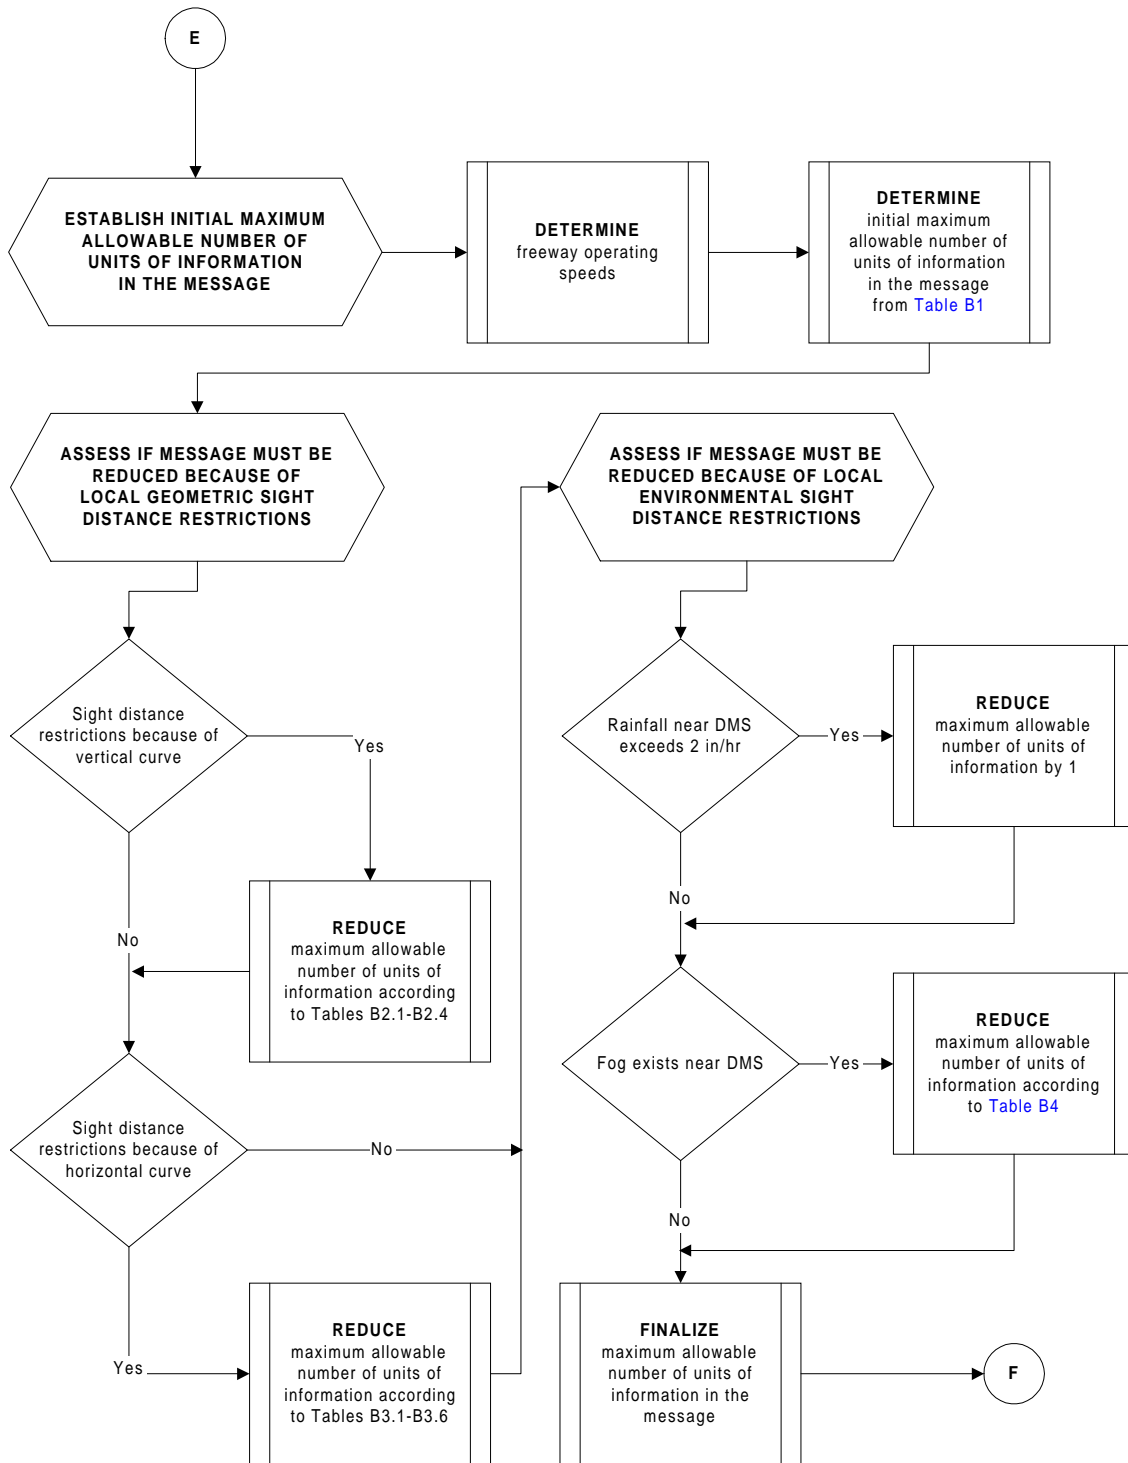 E
ESTABLISH INITIAL MAXIMUM
ALLOWABLE NUMBER OF
UNITS OF INFORMATION
IN THE MESSAGE
DETERMINE
freeway operating
speeds
DETERMINE
initial maximum
allowable number of
units of information
in the message
from Table B1
ASSESS IF MESSAGE MUST BE
REDUCED BECAUSE OF
LOCAL GEOMETRIC SIGHT
DISTANCE RESTRICTIONS
Sight distance
restrictions because of
vertical curve
Yes
No
REDUCE
maximum allowable
number of units of
information according
to Tables B2.1-B2.4
Sight distance
restrictions because of
horizontal curve
No
Yes
REDUCE
maximum allowable
number of units of
information according
to Tables B3.1-B3.6
ASSESS IF MESSAGE MUST BE
REDUCED BECAUSE OF LOCAL
ENVIRONMENTAL SIGHT
DISTANCE RESTRICTIONS
Rainfall near DMS
exceeds 2 in/hr
Yes
REDUCE
maximum allowable
number of units of
information by 1
No
Fog exists near DMS
Yes
REDUCE
maximum allowable
number of units of
information according
to Table B4
No
FINALIZE
maximum allowable
number of units of
information in the
message
F